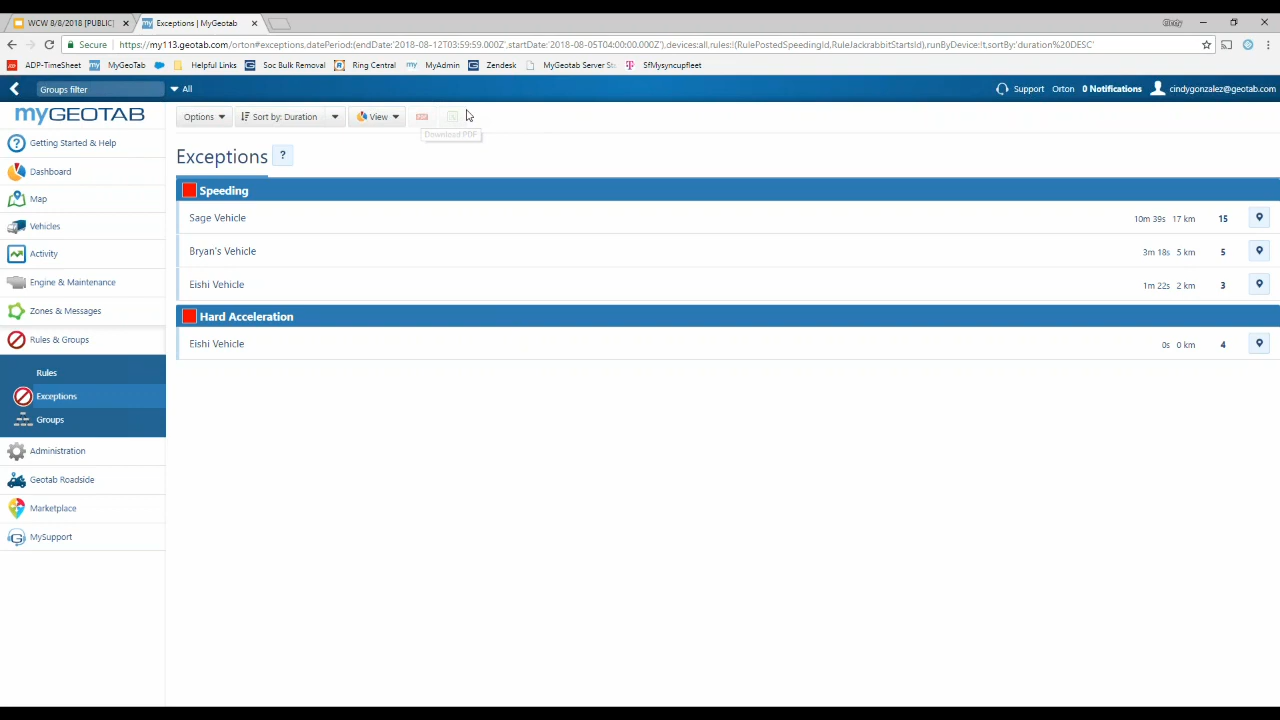 WCW 8/8/2018 [PUBLIC]
Exceptions | MyGeotab
Cindy
Secure
https://my113.geotab.com/orton#exceptions,datePeriod:(endDate:'2018-08-12T03:59:59.000Z',startDate:'2018-08-05T04:00:00.000Z'),devices:all,rules:!(RulePostedSpeedingId,RuleJackrabbitStartsId),runByDevice:!t,sortBy:'duration%20DESC'
ADP-TimeSheet
MyGeoTab
Helpful Links
Soc Bulk Removal
Ring Central
MyAdmin
Zendesk
MyGeotab Server Sta
SfMysyncupfleet
Groups filter
All
Support
Orton
0 Notifications
cindygonzalez@geotab.com
myGEOTAB
Options
Sort by: Duration
View
PDF
Download PDF
Getting Started & Help
Dashboard
Map
Vehicles
Activity
Engine & Maintenance
Zones & Messages
Rules & Groups
Rules
Exceptions
Groups
Administration
Geotab Roadside
Marketplace
MySupport
Exceptions ?
Speeding
Sage Vehicle 10m 39s 17 km 15
Bryan's Vehicle 3m 18s 5 km 5
Eishi Vehicle 1m 22s 2 km 3
Hard Acceleration
Eishi Vehicle 0s 0 km 4